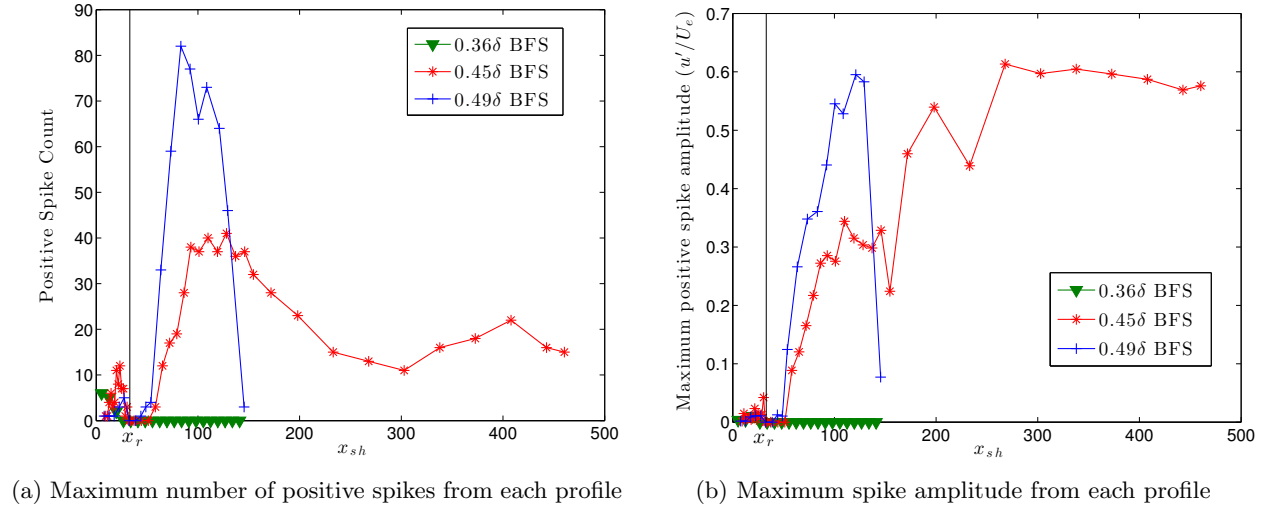 90
80
70
60
50
40
30
20
10
0
Positive Spike Count
0.36δ BFS
0.45δ BFS
0.49δ BFS
0 100 200 300 400 500
x_r
x_sh
(a) Maximum number of positive spikes from each profile
0.7
0.6
0.5
0.4
0.3
0.2
0.1
0
Maximum positive spike amplitude (u′/U_e)
0.36δ BFS
0.45δ BFS
0.49δ BFS
0 100 200 300 400 500
x_r
x_sh
(b) Maximum spike amplitude from each profile